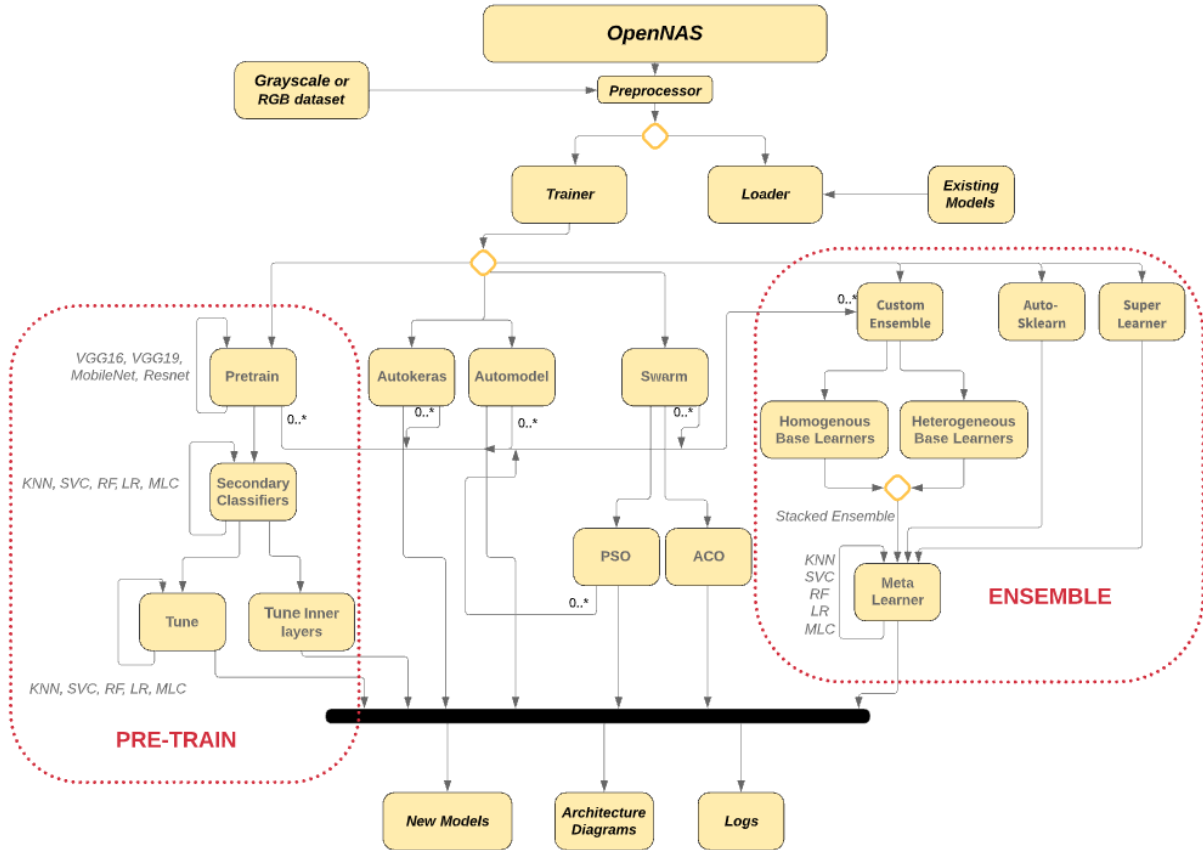 OpenNAS
Grayscale or
RGB dataset
Preprocessor
Trainer
Loader
Existing
Models
0..*
Custom
Ensemble
Auto-
Sklearn
Super
Learner
VGG16, VGG19,
MobileNet, Resnet
Pretrain
Autokeras
Automodel
Swarm
0..*
0..*
0..*
0..*
Homogenous
Base Learners
Heterogeneous
Base Learners
KNN, SVC, RF, LR, MLC
Secondary
Classifiers
Stacked Ensemble
PSO
ACO
KNN
SVC
RF
LR
MLC
Meta
Learner
ENSEMBLE
0..*
Tune
Tune Inner
layers
KNN, SVC, RF, LR, MLC
PRE-TRAIN
New Models
Architecture
Diagrams
Logs